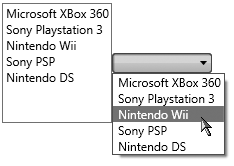 Microsoft XBox 360
Sony Playstation 3
Nintendo Wii
Sony PSP
Nintendo DS
Microsoft XBox 360
Sony Playstation 3
Nintendo Wii
Sony PSP
Nintendo DS